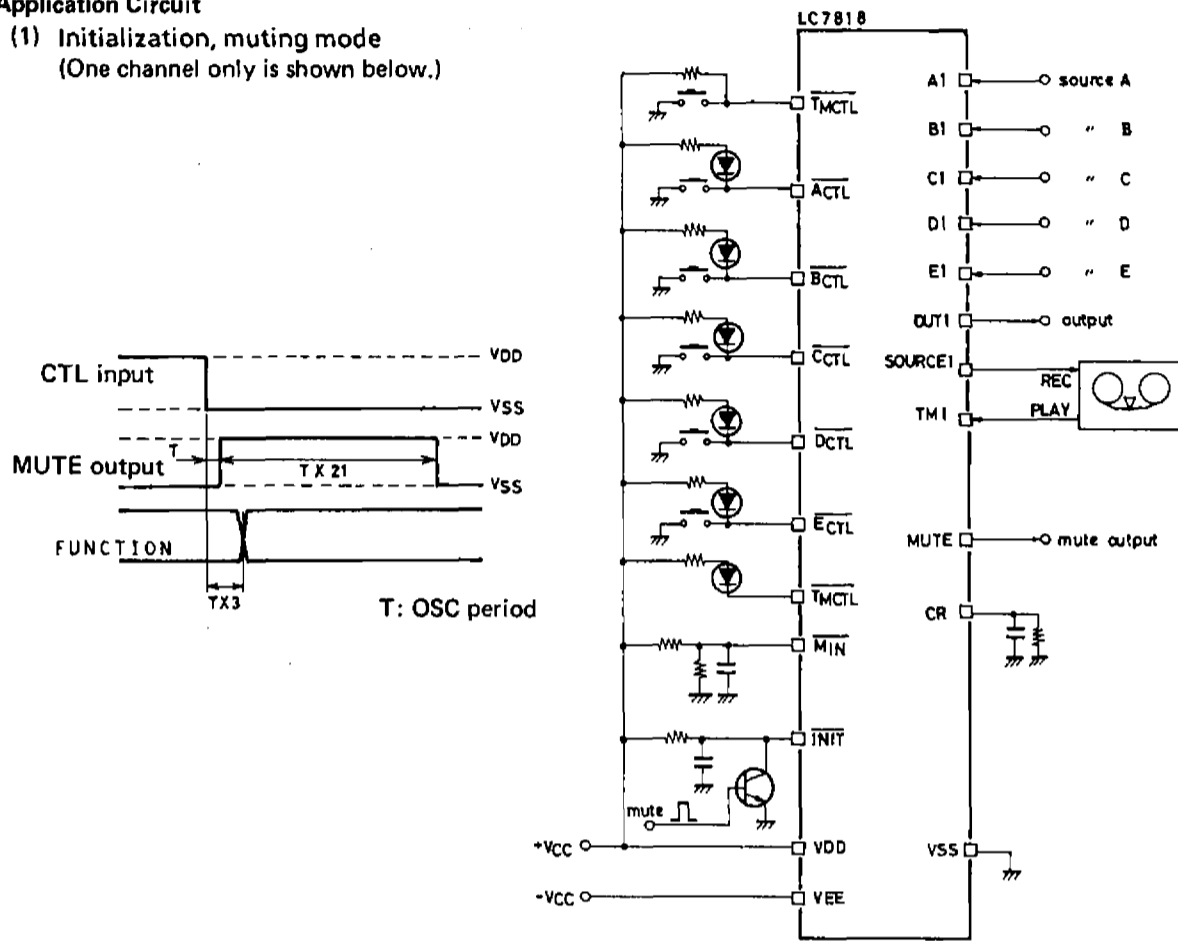 Application Circuit
(1) Initialization, muting mode
(One channel only is shown below.)
LC7818
TMCTL
ACTL
BCTL
CCTL
DCTL
ECTL
TMCTL
MIN
INIT
mute
+VCC
VDD
-VCC
VEE
A1 source A
B1 " B
C1 " C
D1 " D
E1 " E
OUT1 output
SOURCE1
REC
TM1
PLAY
MUTE mute output
CR
VSS
CTL input
VDD
VSS
MUTE output
T
T X 21
VDD
VSS
FUNCTION
TX3
T: OSC period